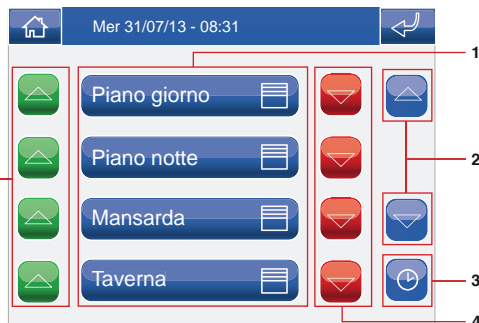 Mer 31/07/13 - 08:31
1
Piano giorno
Piano notte
2
Mansarda
Taverna
3
4